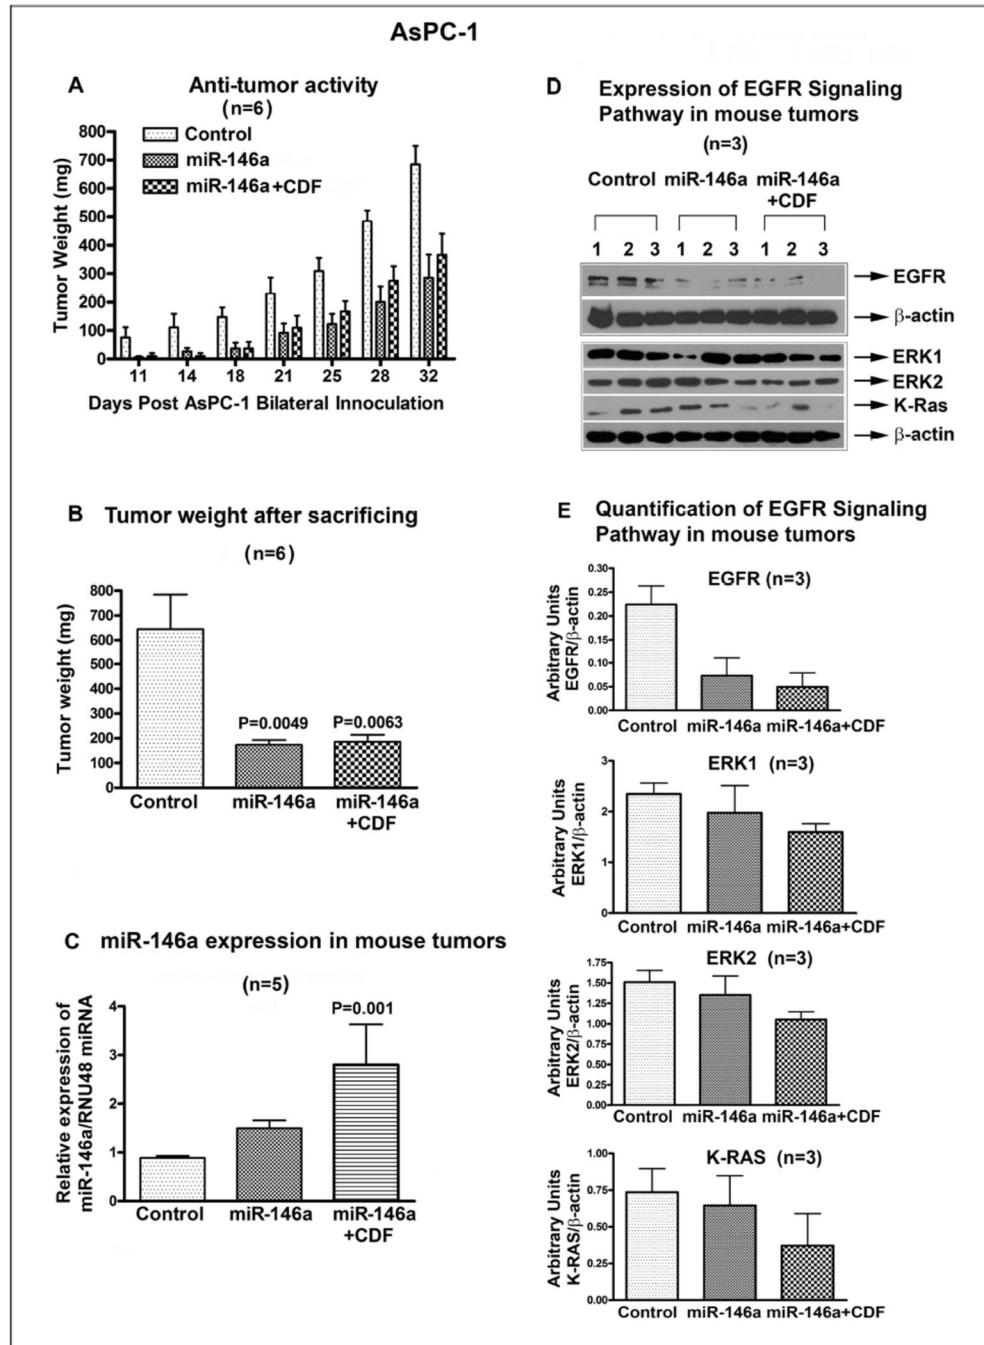 AsPC-1
A Anti-tumor activity
(n=6)
Control
miR-146a
miR-146a+CDF
Tumor Weight (mg)
800
700
600
500
400
300
200
100
0
11 14 18 21 25 28 32
Days Post AsPC-1 Bilateral Innoculation
B Tumor weight after sacrificing
(n=6)
Tumor weight (mg)
800
700
600
500
400
300
200
100
0
P=0.0049 P=0.0063
Control miR-146a miR-146a
+CDF
C miR-146a expression in mouse tumors
(n=5)
Relative expression of
miR-146a/RNU48 miRNA
4
3
2
1
0
P=0.001
Control miR-146a miR-146a
+CDF
D Expression of EGFR Signaling
Pathway in mouse tumors
(n=3)
Control miR-146a miR-146a
+CDF
1 2 3 1 2 3 1 2 3
EGFR
β-actin
ERK1
ERK2
K-Ras
β-actin
E Quantification of EGFR Signaling
Pathway in mouse tumors
EGFR (n=3)
Arbitrary Units
EGFR/β-actin
0.30
0.25
0.20
0.15
0.10
0.05
0.00
Control miR-146a miR-146a+CDF
ERK1 (n=3)
Arbitrary Units
ERK1/β-actin
3
2
1
0
Control miR-146a miR-146a+CDF
ERK2 (n=3)
Arbitrary Units
ERK2/β-actin
1.75
1.50
1.25
1.00
0.75
0.50
0.25
0.00
Control miR-146a miR-146a+CDF
K-RAS (n=3)
Arbitrary Units
K-RAS/β-actin
1.00
0.75
0.50
0.25
0.00
Control miR-146a miR-146a+CDF